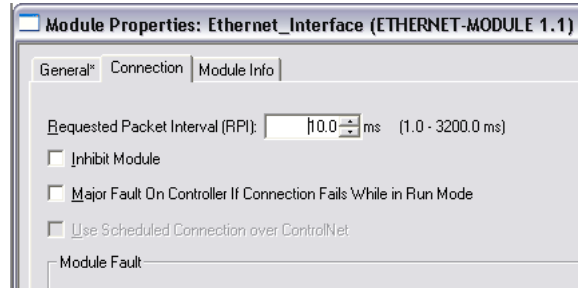 Module Properties: Ethernet_Interface (ETHERNET-MODULE 1.1)
General* Connection Module Info
Requested Packet Interval (RPI): 10.0 ms (1.0 - 3200.0 ms)
Inhibit Module
Major Fault On Controller If Connection Fails While in Run Mode
Use Scheduled Connection over ControlNet
Module Fault